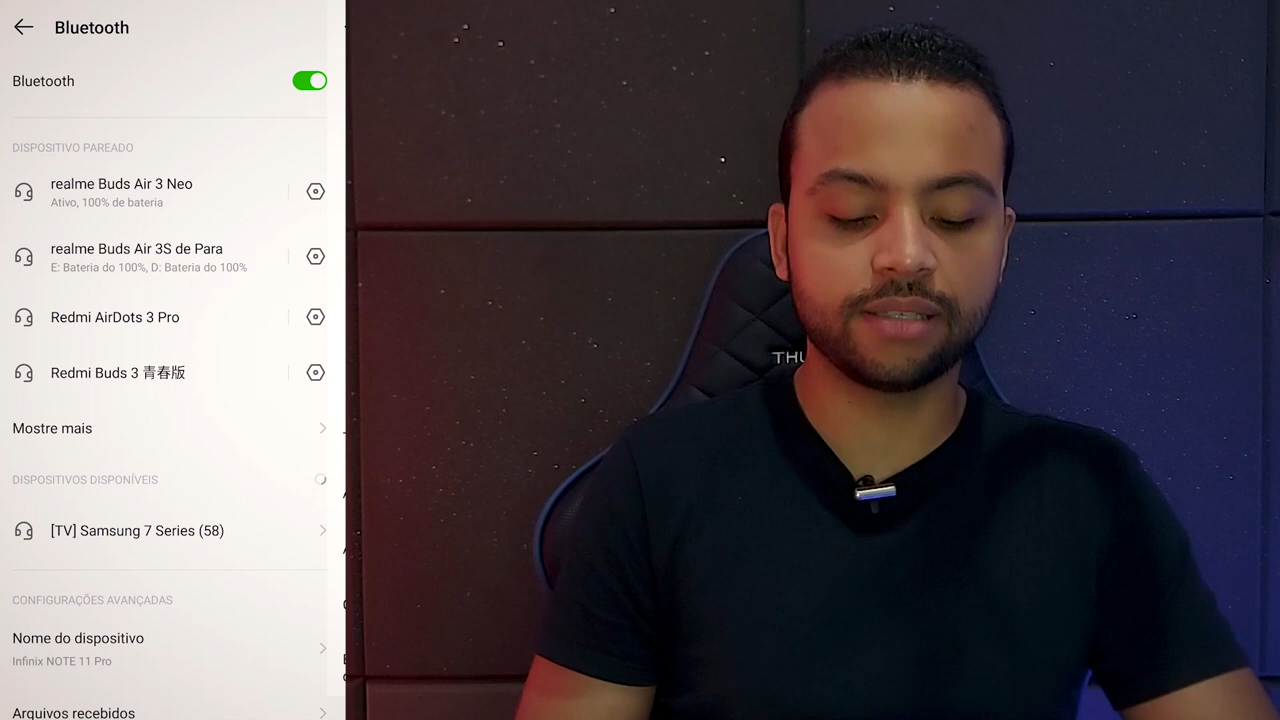 Bluetooth
Bluetooth
DISPOSITIVO PAREADO
realme Buds Air 3 Neo
Ativo, 100% de bateria
realme Buds Air 3S de Para
E: Bateria do 100%, D: Bateria do 100%
Redmi AirDots 3 Pro
Redmi Buds 3 青春版
Mostre mais
DISPOSITIVOS DISPONÍVEIS
[TV] Samsung 7 Series (58)
CONFIGURAÇÕES AVANÇADAS
Nome do dispositivo
Infinix NOTE 11 Pro
Arquivos recebidos
THU